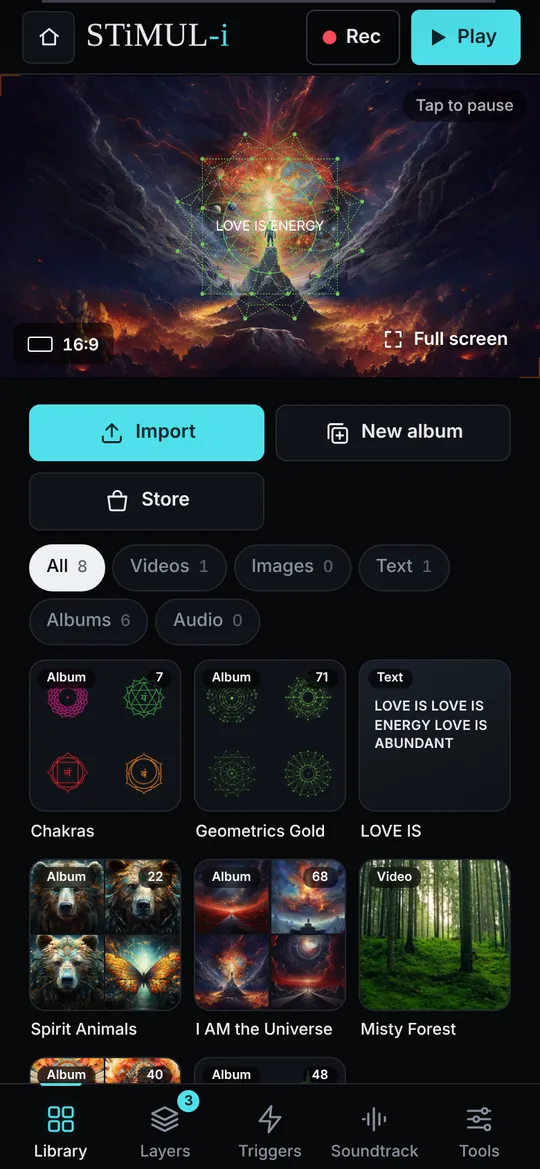 STiMUL-i
Rec
Play
Tap to pause
LOVE IS ENERGY
16:9
Full screen
Import
New album
Store
All 8
Videos 1
Images 0
Text 1
Albums 6
Audio 0
Album 7
Album 71
Text
LOVE IS LOVE IS
ENERGY LOVE IS
ABUNDANT
Chakras
Geometrics Gold
LOVE IS
Album 22
Album 68
Video
Spirit Animals
I AM the Universe
Misty Forest
Album 40
Album 48
3
Library
Layers
Triggers
Soundtrack
Tools